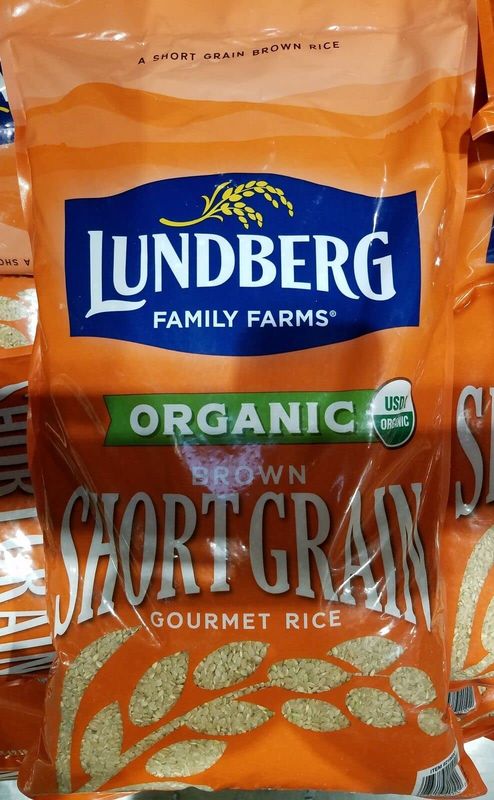 A SHORT GRAIN BROWN RICE
LUNDBERG
FAMILY FARMS®
ORGANIC
USDA
ORGANIC
BROWN
SHORT GRAIN
GOURMET RICE